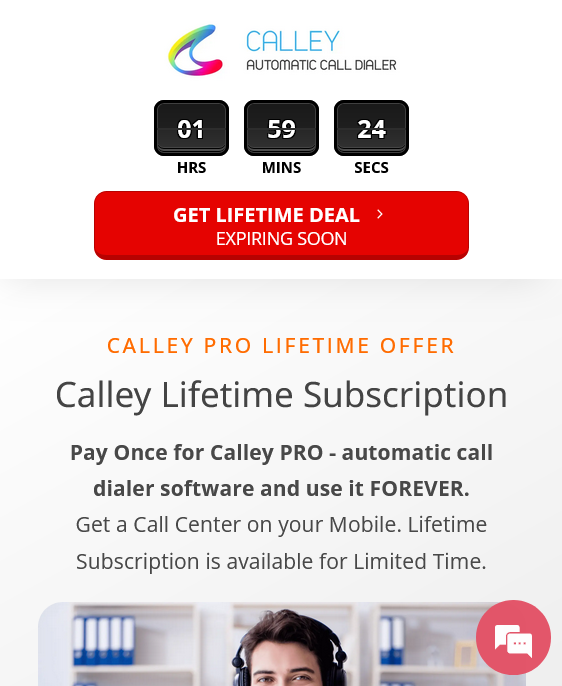 CALLEY
AUTOMATIC CALL DIALER
01 59 24
HRS MINS SECS
GET LIFETIME DEAL
EXPIRING SOON
CALLEY PRO LIFETIME OFFER
Calley Lifetime Subscription
Pay Once for Calley PRO - automatic call
dialer software and use it FOREVER.
Get a Call Center on your Mobile. Lifetime
Subscription is available for Limited Time.